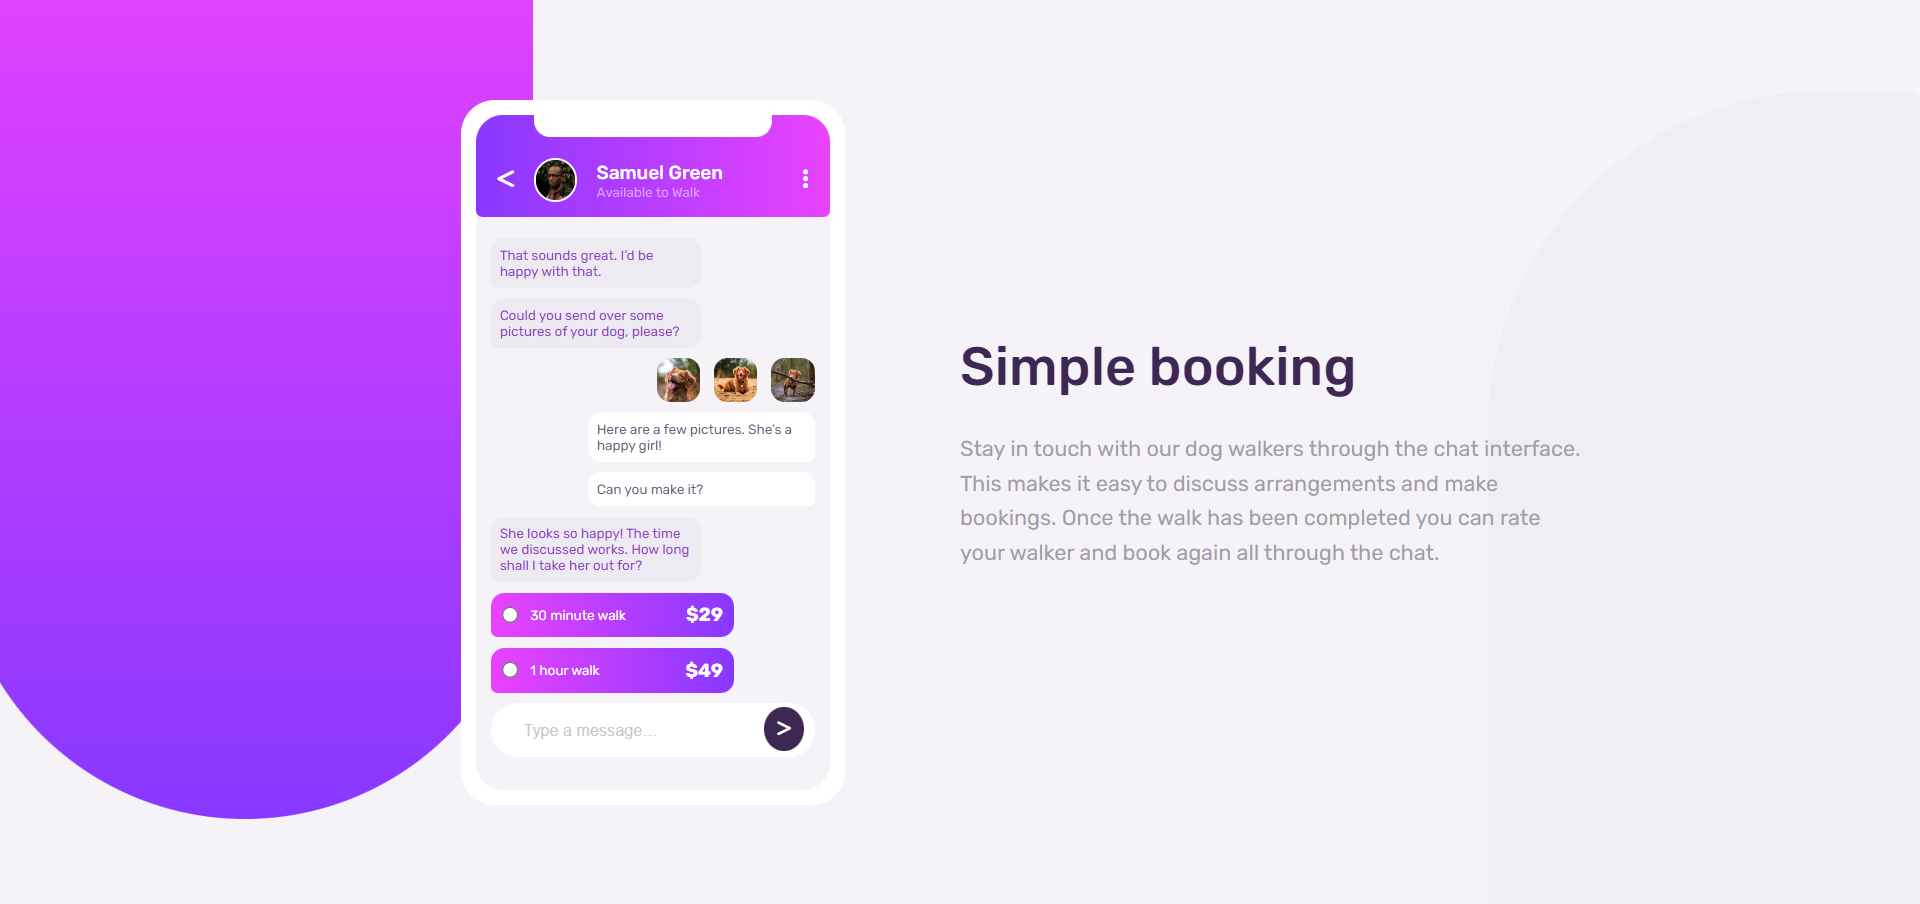 Samuel Green
Available to Walk
That sounds great. I’d be
happy with that.
Could you send over some
pictures of your dog, please?
Here are a few pictures. She’s a
happy girl!
Can you make it?
She looks so happy! The time
we discussed works. How long
shall I take her out for?
30 minute walk $29
1 hour walk $49
Type a message…
Simple booking
Stay in touch with our dog walkers through the chat interface.
This makes it easy to discuss arrangements and make
bookings. Once the walk has been completed you can rate
your walker and book again all through the chat.